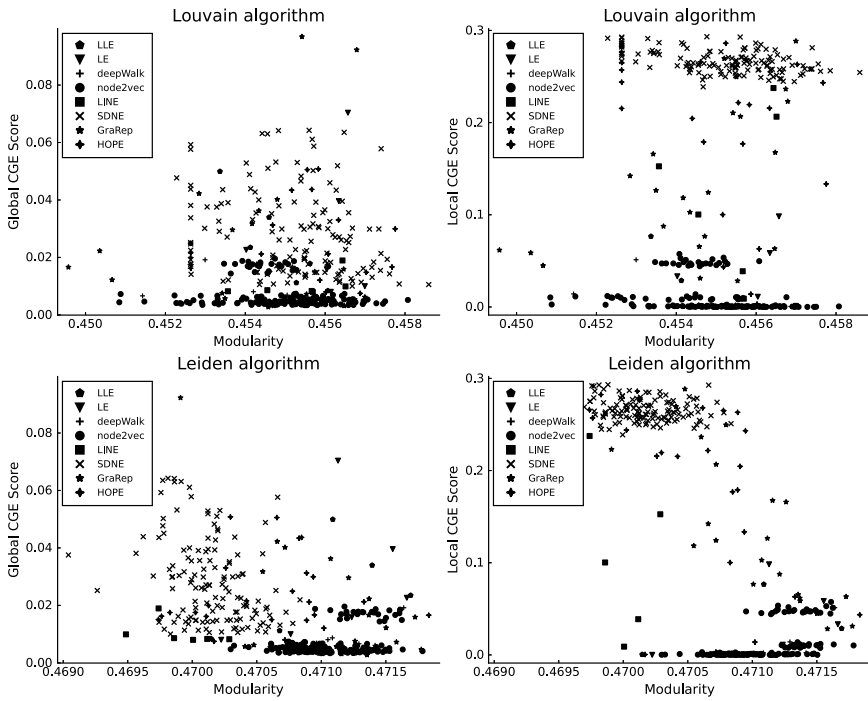 Louvain algorithm
Global CGE Score
0.08
0.06
0.04
0.02
0.00
LLE
LE
deepWalk
node2vec
LINE
SDNE
GraRep
HOPE
0.450
0.452
0.454
0.456
0.458
Modularity
Louvain algorithm
Local CGE Score
0.3
0.2
0.1
0.0
LLE
LE
deepWalk
node2vec
LINE
SDNE
GraRep
HOPE
0.450
0.452
0.454
0.456
0.458
Modularity
Leiden algorithm
Global CGE Score
0.08
0.06
0.04
0.02
0.00
LLE
LE
deepWalk
node2vec
LINE
SDNE
GraRep
HOPE
0.4690
0.4695
0.4700
0.4705
0.4710
0.4715
Modularity
Leiden algorithm
Local CGE Score
0.3
0.2
0.1
0.0
LLE
LE
deepWalk
node2vec
LINE
SDNE
GraRep
HOPE
0.4690
0.4695
0.4700
0.4705
0.4710
0.4715
Modularity